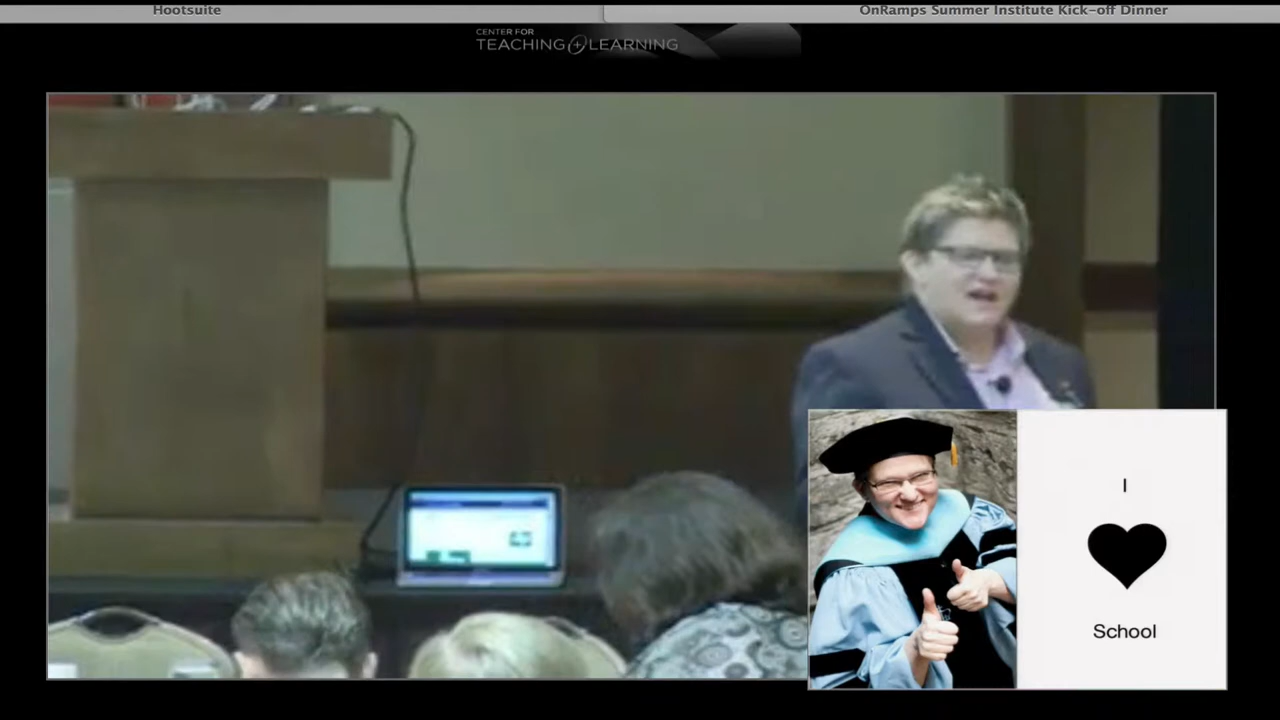 Hootsuite
OnRamps Summer Institute Kick-off Dinner
CENTER FOR
TEACHING + LEARNING
I
School